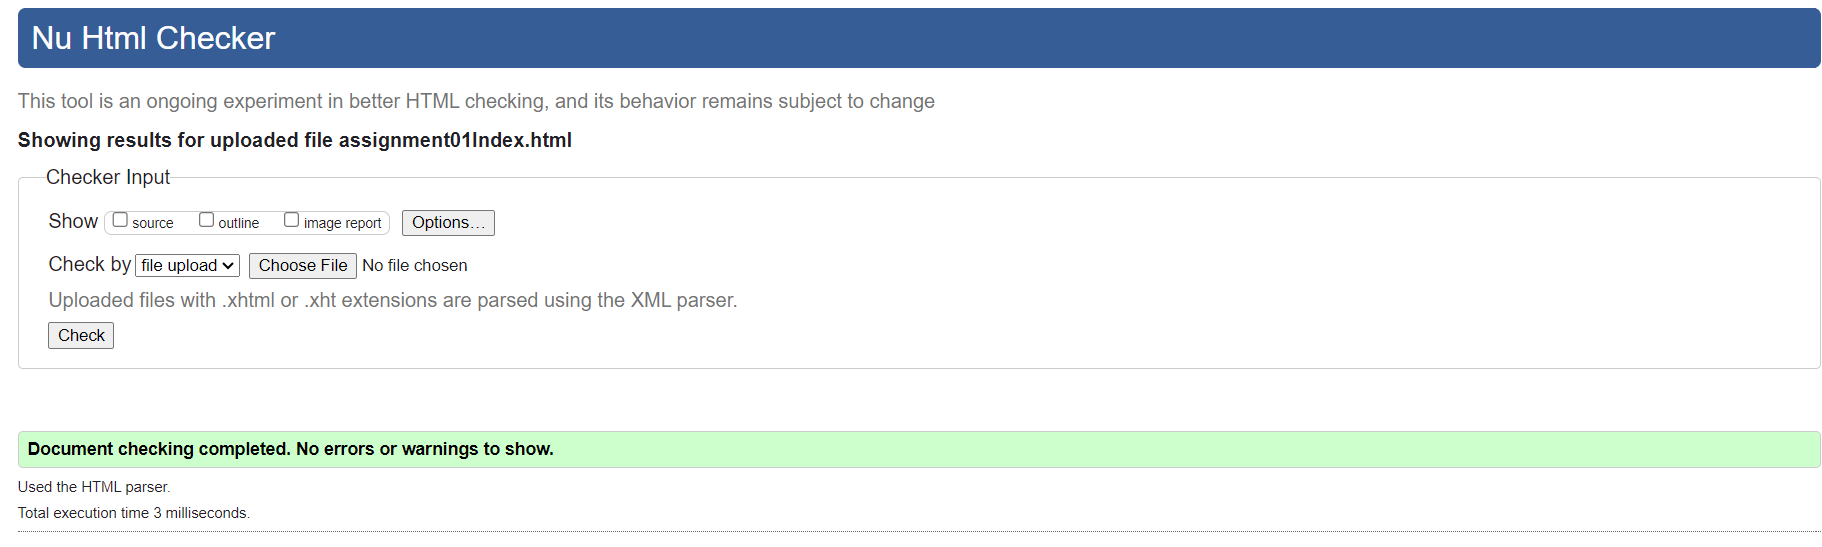 Nu Html Checker
This tool is an ongoing experiment in better HTML checking, and its behavior remains subject to change
Showing results for uploaded file assignment01Index.html
Checker Input
Show source outline image report Options…
Check by file upload Choose File No file chosen
Uploaded files with .xhtml or .xht extensions are parsed using the XML parser.
Check
Document checking completed. No errors or warnings to show.
Used the HTML parser.
Total execution time 3 milliseconds.